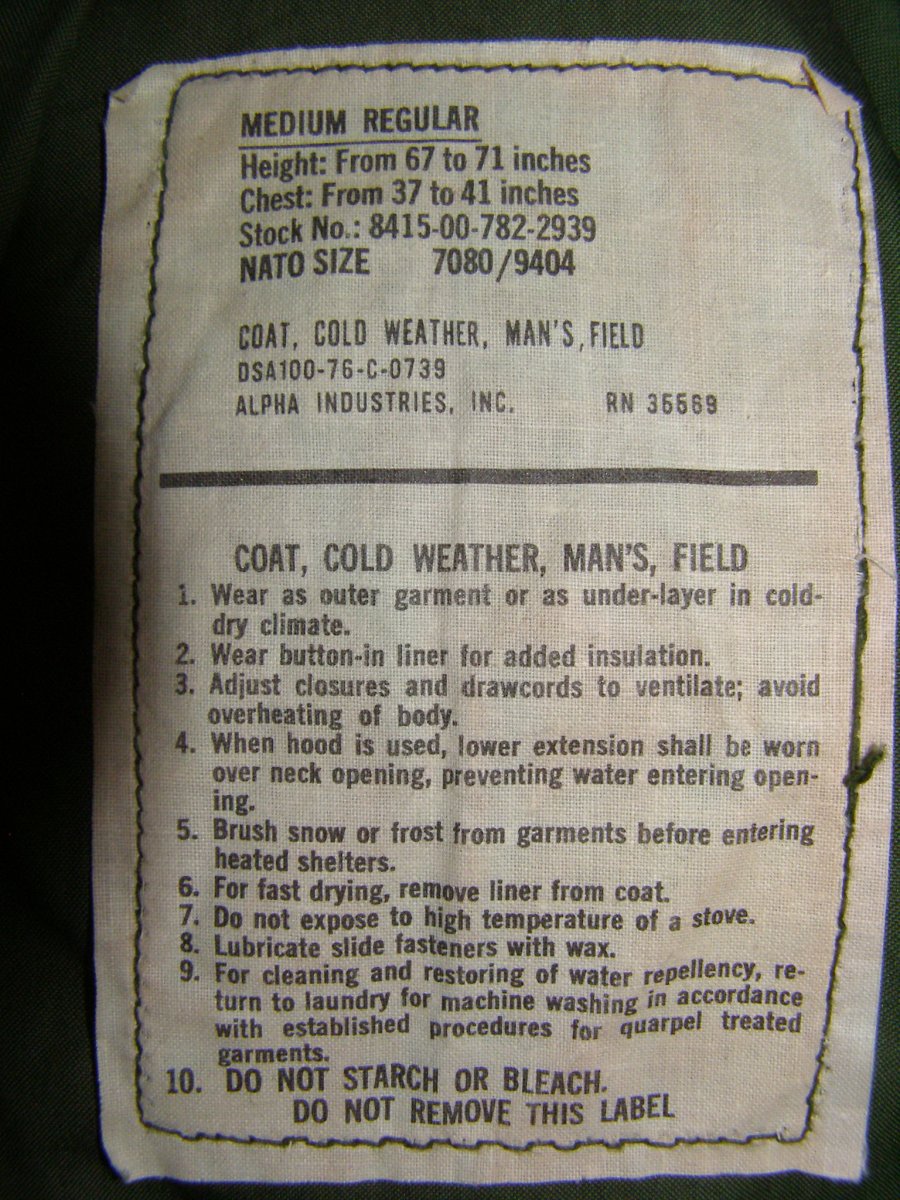 MEDIUM REGULAR
Height: From 67 to 71 inches
Chest: From 37 to 41 inches
Stock No.: 8415-00-782-2939
NATO SIZE 7080/9404
COAT, COLD WEATHER, MAN'S, FIELD
DSA100-76-C-0739
ALPHA INDUSTRIES, INC. RN 35569
COAT, COLD WEATHER, MAN'S, FIELD
1. Wear as outer garment or as under-layer in cold-
dry climate.
2. Wear button-in liner for added insulation.
3. Adjust closures and drawcords to ventilate; avoid
overheating of body.
4. When hood is used, lower extension shall be worn
over neck opening, preventing water entering open-
ing.
5. Brush snow or frost from garments before entering
heated shelters.
6. For fast drying, remove liner from coat.
7. Do not expose to high temperature of a stove.
8. Lubricate slide fasteners with wax.
9. For cleaning and restoring of water repellency, re-
turn to laundry for machine washing in accordance
with established procedures for quarpel treated
garments.
10. DO NOT STARCH OR BLEACH.
DO NOT REMOVE THIS LABEL